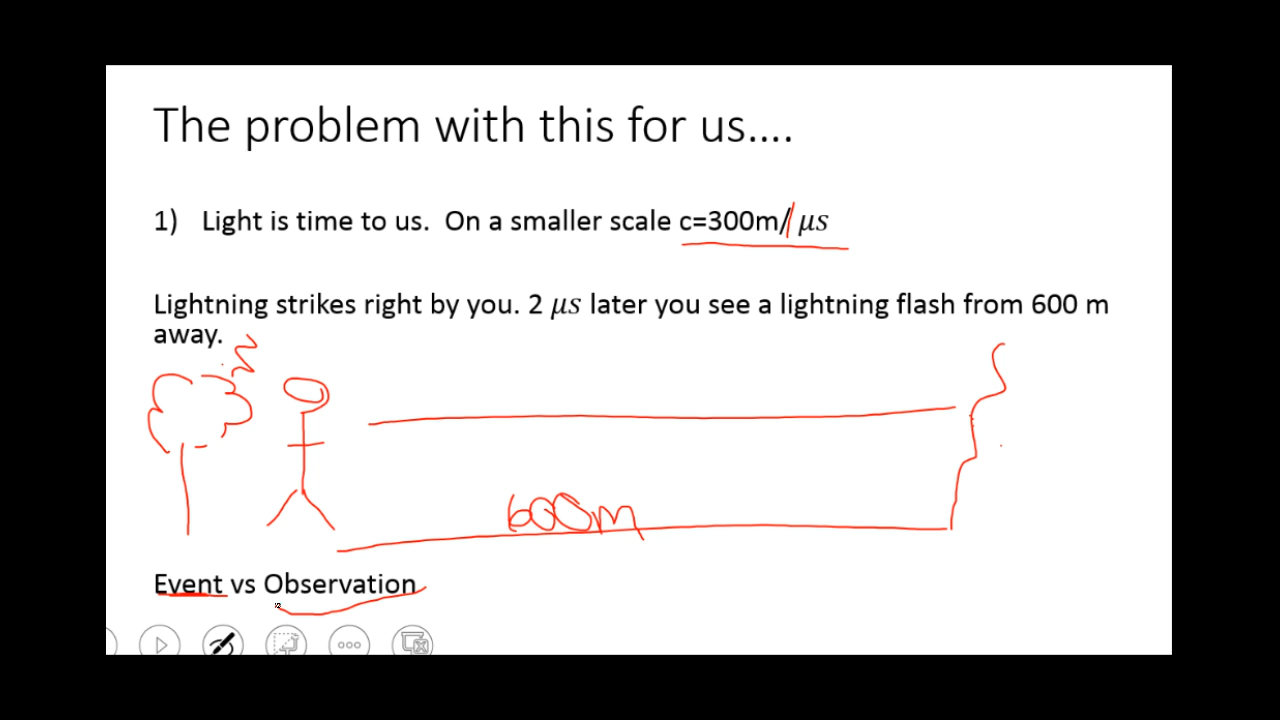 The problem with this for us....
1) Light is time to us. On a smaller scale c=300m/ μs
Lightning strikes right by you. 2 μs later you see a lightning flash from 600 m
away.
600m
Event vs Observation